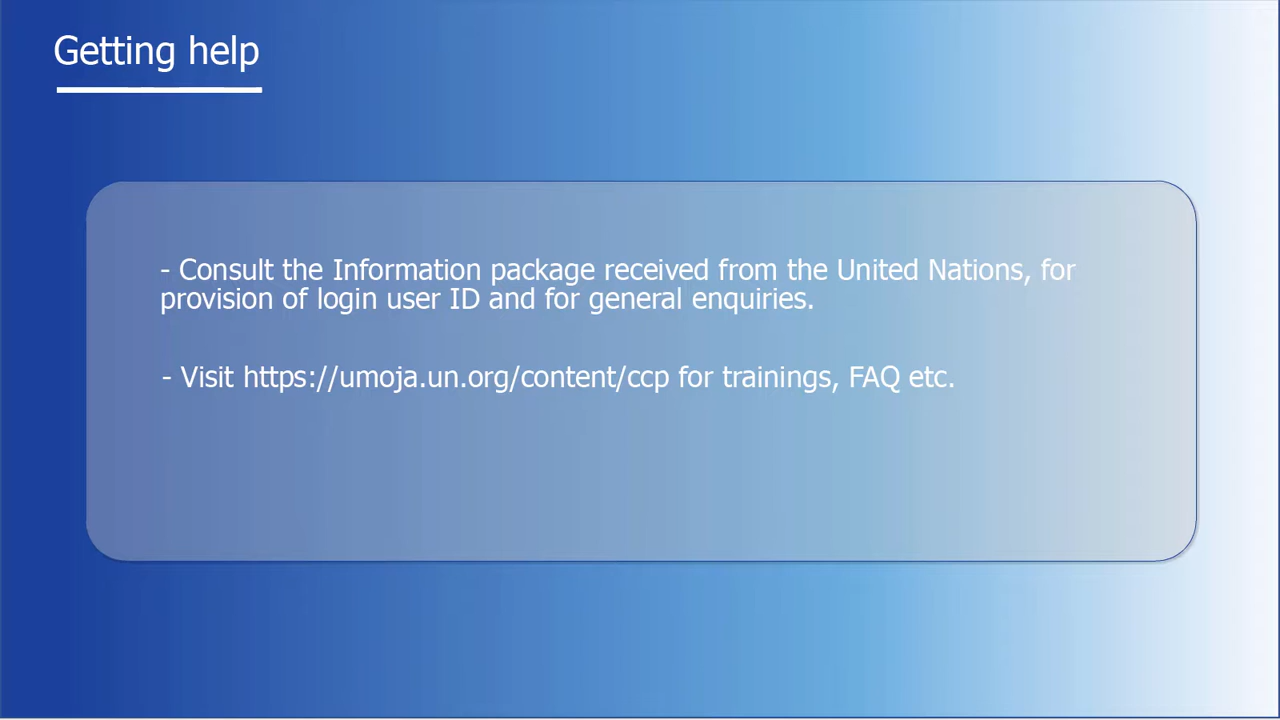 Getting help
- Consult the Information package received from the United Nations, for
provision of login user ID and for general enquiries.
- Visit https://umoja.un.org/content/ccp for trainings, FAQ etc.